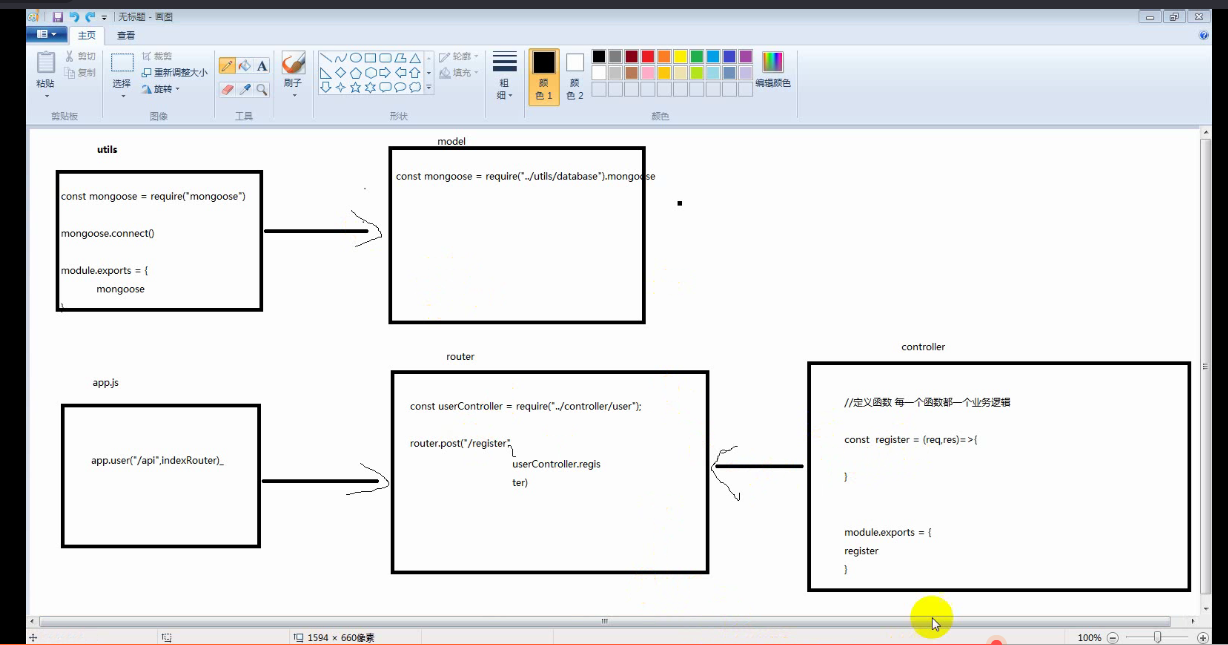 无标题 - 画图
主页
查看
粘贴
剪切
复制
剪贴板
选择
裁剪
重新调整大小
旋转
图像
A
工具
刷子
轮廓
填充
形状
粗
细
颜
色 1
颜
色 2
编辑颜色
颜色
utils
const mongoose = require("mongoose")
mongoose.connect()
module.exports = {
mongoose
}
model
const mongoose = require("../utils/database").mongoose
app.js
app.user("/api",indexRouter)_
router
const userController = require("../controller/user");
router.post("/register",
userController.regis
ter)
controller
//定义函数 每一个函数都一个业务逻辑
const register = (req,res)=>{
}
module.exports = {
register
}
1594 × 660像素
100%